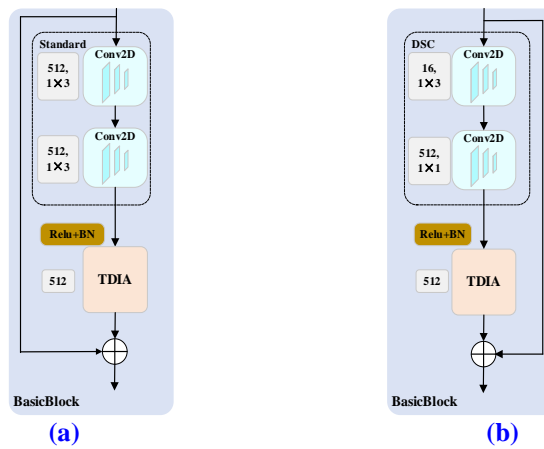 Standard
Conv2D
512,
1×3
Conv2D
512,
1×3
Relu+BN
512
TDIA
BasicBlock
(a)
DSC
Conv2D
16,
1×3
Conv2D
512,
1×1
Relu+BN
512
TDIA
BasicBlock
(b)